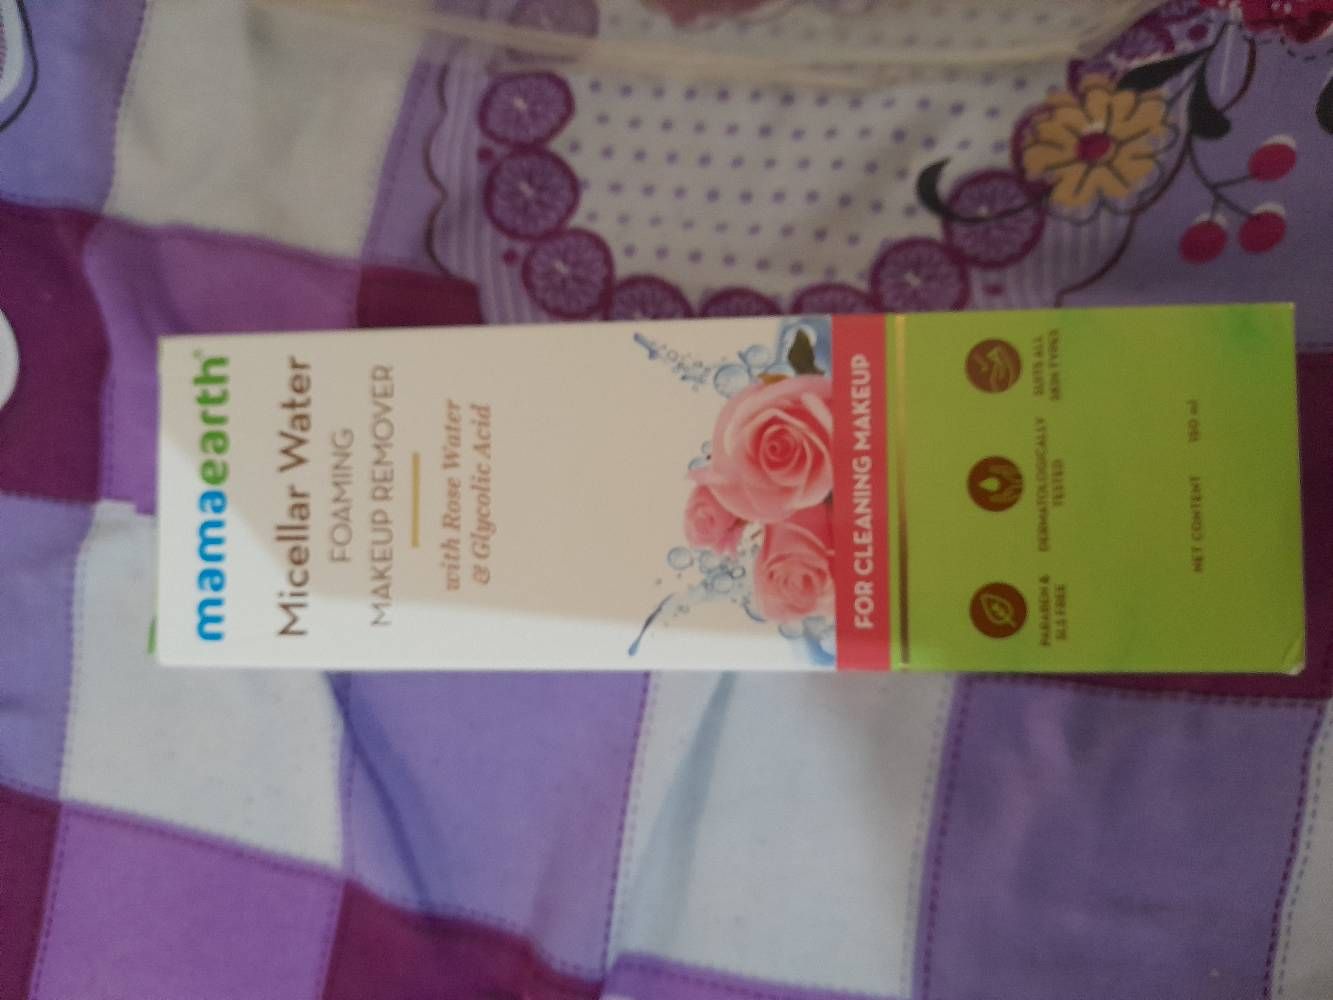 mamaearth®
Micellar Water
FOAMING
MAKEUP REMOVER
with Rose Water
& Glycolic Acid
FOR CLEANING MAKEUP
PARABEN &
SLS FREE
DERMATOLOGICALLY
TESTED
SUITS ALL
SKIN TYPES
NET CONTENT 150 ml